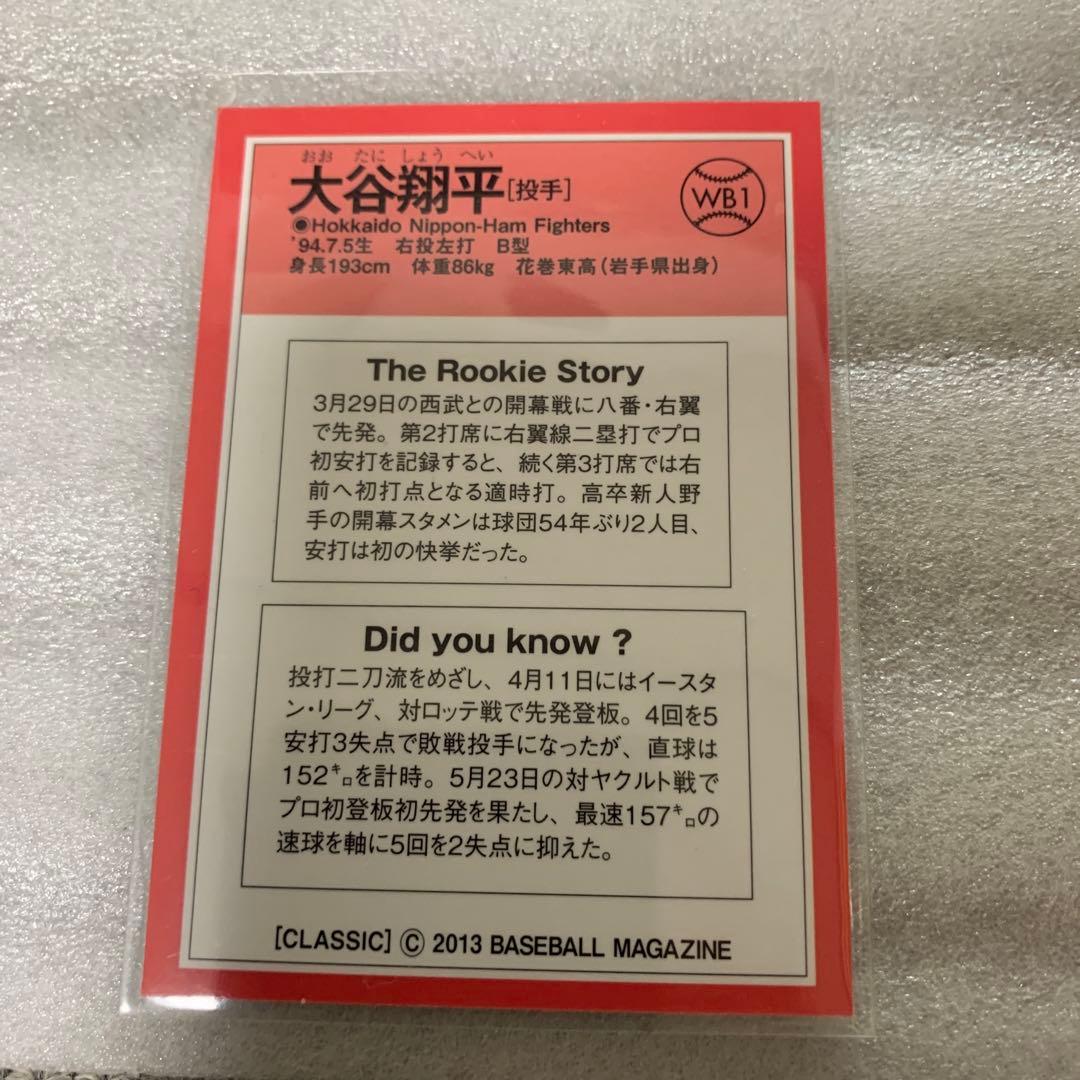 おお たに しょう へい
大谷翔平[投手]
WB1
◉Hokkaido Nippon-Ham Fighters
'94.7.5生 右投左打 B型
身長193cm 体重86kg 花巻東高(岩手県出身)
The Rookie Story
3月29日の西武との開幕戦に八番・右翼
で先発。第2打席に右翼線二塁打でプロ
初安打を記録すると、続く第3打席では右
前へ初打点となる適時打。高卒新人野
手の開幕スタメンは球団54年ぶり2人目、
安打は初の快挙だった。
Did you know ?
投打二刀流をめざし、4月11日にはイースタ
ン・リーグ、対ロッテ戦で先発登板。4回を5
安打3失点で敗戦投手になったが、直球は
152㌔を計時。5月23日の対ヤクルト戦で
プロ初登板初先発を果たし、最速157㌔の
速球を軸に5回を2失点に抑えた。
[CLASSIC] © 2013 BASEBALL MAGAZINE